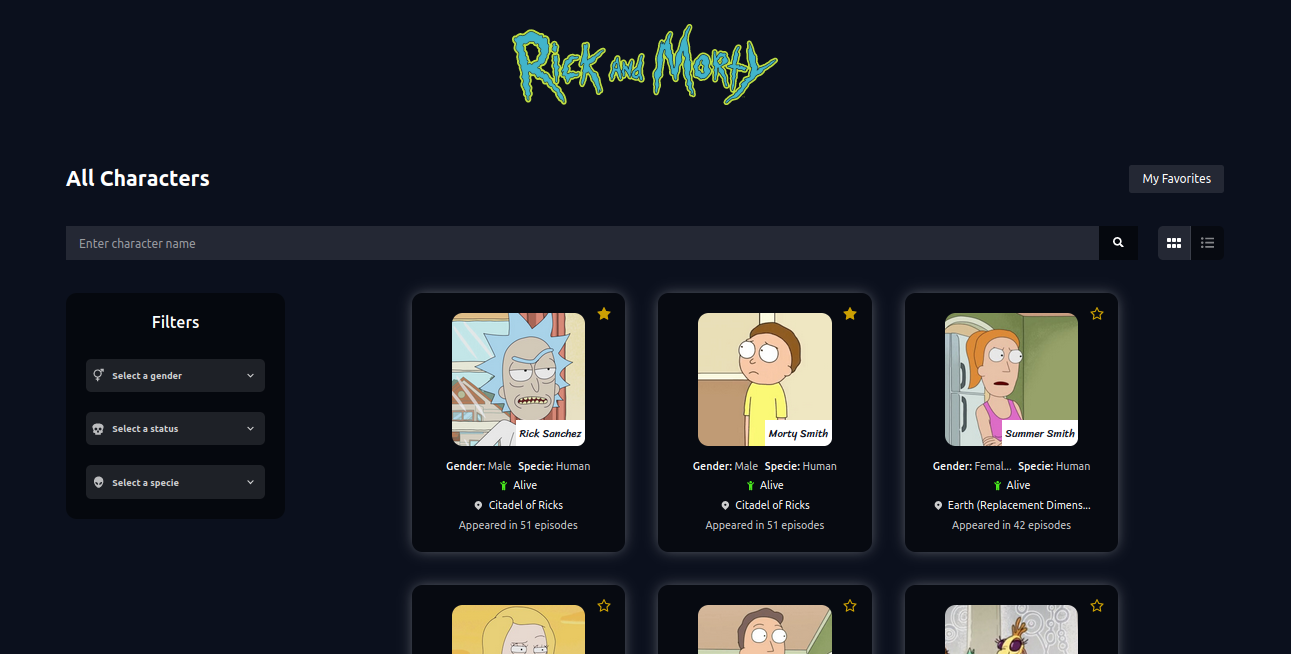 Rick and Morty
All Characters
My Favorites
Enter character name
Filters
Select a gender
Select a status
Select a specie
Rick Sanchez
Gender: Male Specie: Human
Alive
Citadel of Ricks
Appeared in 51 episodes
Morty Smith
Gender: Male Specie: Human
Alive
Citadel of Ricks
Appeared in 51 episodes
Summer Smith
Gender: Femal... Specie: Human
Alive
Earth (Replacement Dimens...
Appeared in 42 episodes